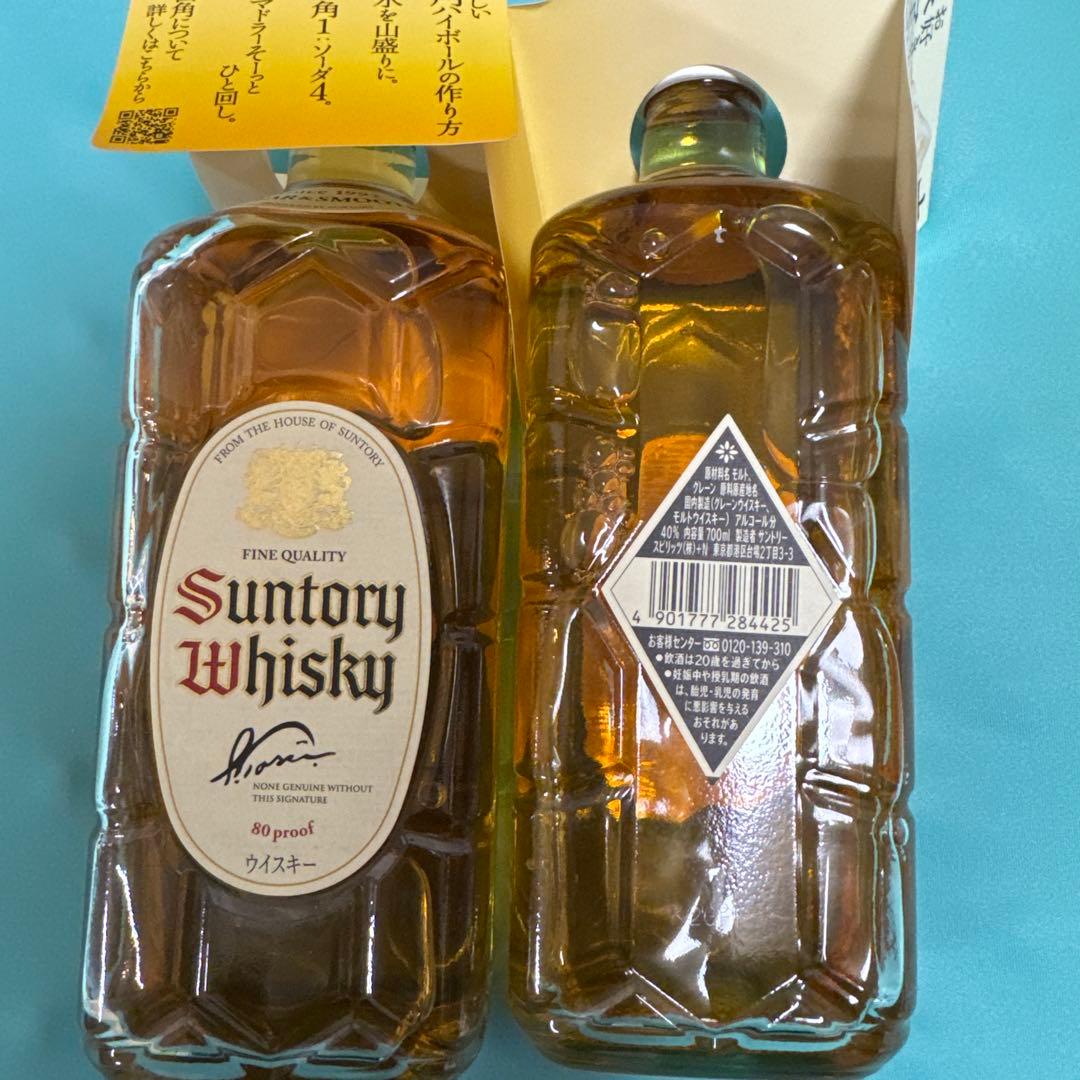 しい
ハイボールの作り方
氷を山盛りに。
角1:ソーダ4。
マドラーそーっと
ひと回し。
角について
詳しくはこちらから
FROM THE HOUSE OF SUNTORY
FINE QUALITY
Suntory
Whisky
NONE GENUINE WITHOUT
THIS SIGNATURE
80 proof
ウイスキー
原材料名 モルト、
グレーン 原料原産地名
国内製造(グレーンウイスキー、
モルトウイスキー) アルコール分
40% 内容量 700ml 製造者 サントリー
スピリッツ(株)+N 東京都港区台場2丁目3-3
4 901777 284425
お客様センター 0120-139-310
●飲酒は20歳を過ぎてから
●妊娠中や授乳期の飲酒
は、胎児・乳児の発育
に悪影響を与える
おそれがあ
ります。